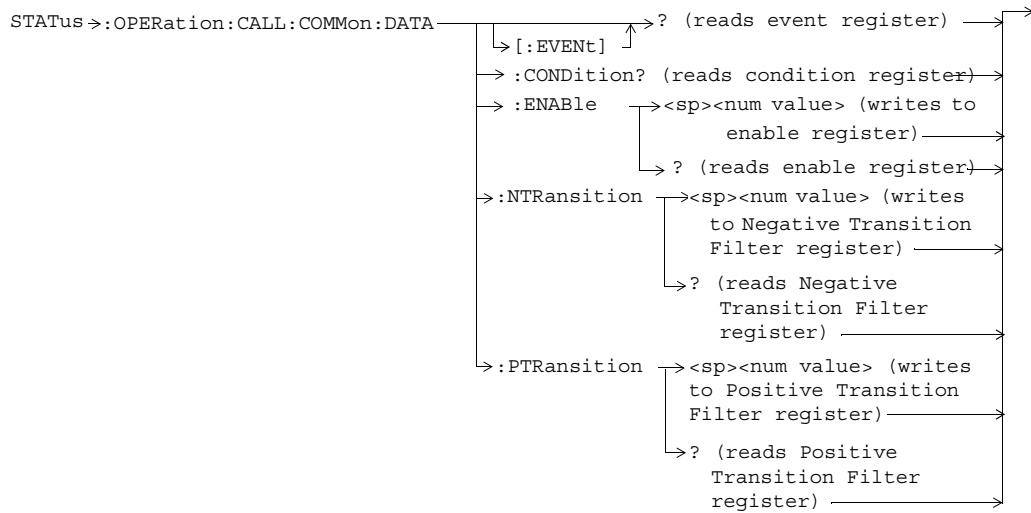 STATus :OPERation:CALL:COMMon:DATA ? (reads event register)
[:EVENt]
:CONDition? (reads condition register)
:ENABle <sp><num value> (writes to
enable register)
? (reads enable register)
:NTRansition <sp><num value> (writes
to Negative Transition
Filter register)
? (reads Negative
Transition Filter
register)
:PTRansition <sp><num value> (writes
to Positive Transition
Filter register)
? (reads Positive
Transition Filter
register)